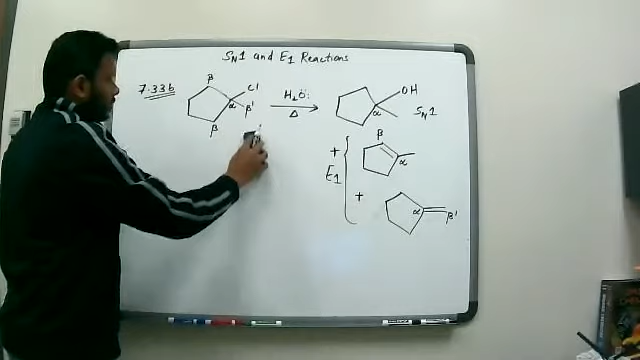 SN1 and E1 Reactions
7.33b
β
Cl
α
β'
β
H2Ö:
Δ
OH
α
SN1
+
E1
β
α
+
α
β'